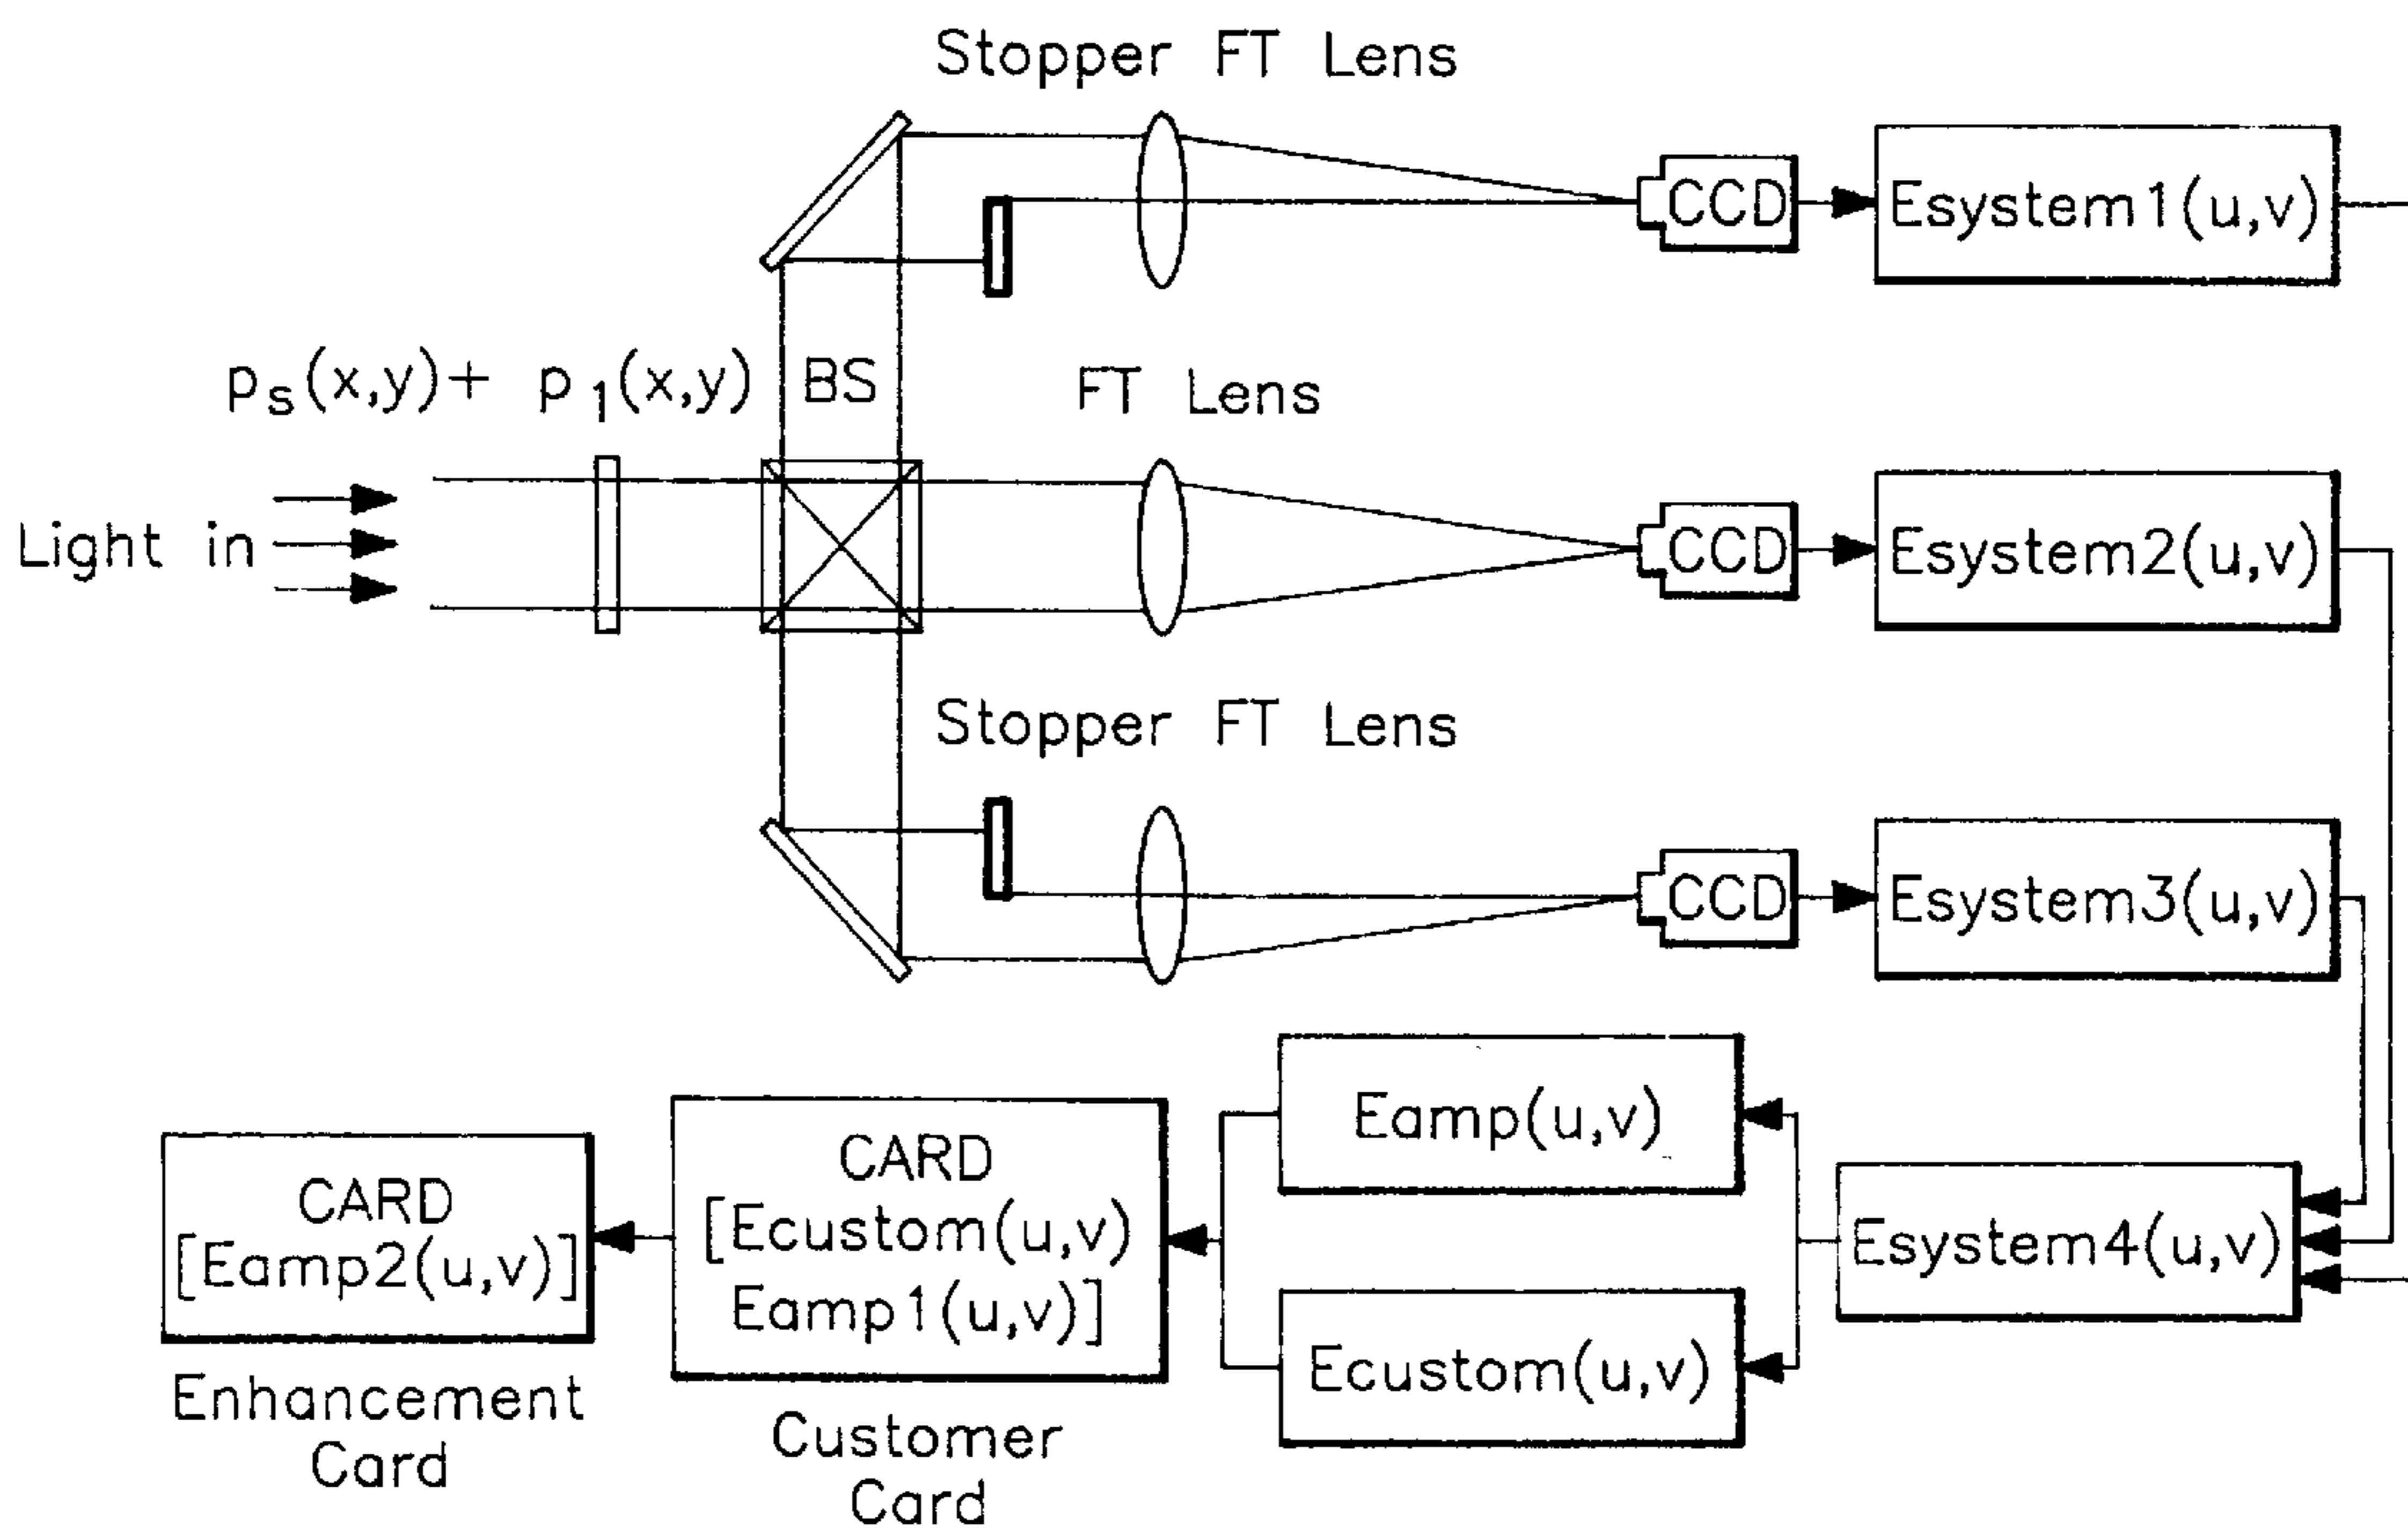 Stopper FT Lens
CCD
Esystem1(u,v)
pₛ(x,y)+ p₁(x,y)
BS
FT Lens
Light in
CCD
Esystem2(u,v)
Stopper FT Lens
CCD
Esystem3(u,v)
Eamp(u,v)
CARD
[Ecustom(u,v)
Eamp1(u,v)]
CARD
[Eamp2(u,v)]
Esystem4(u,v)
Ecustom(u,v)
Enhancement
Card
Customer
Card